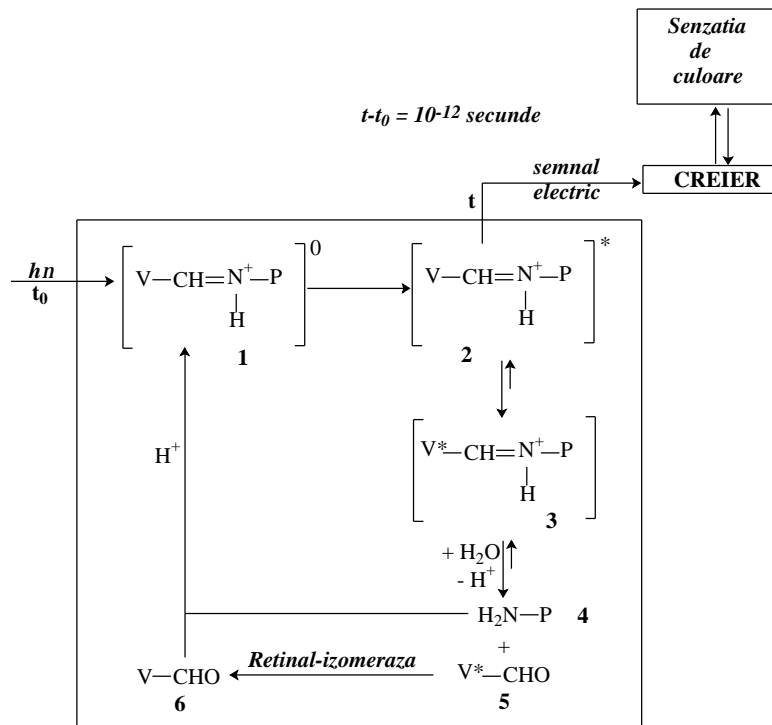 Senzatia
de
culoare
t-t0 = 10-12 secunde
semnal
electric
CREIER
t
hn
t0
V—CH=N+—P
H
0
1
V—CH=N+—P
H
*
2
V*—CH=N+—P
H
3
H+
+ H2O
- H+
H2N—P
4
+
V—CHO
6
Retinal-izomeraza
V*—CHO
5